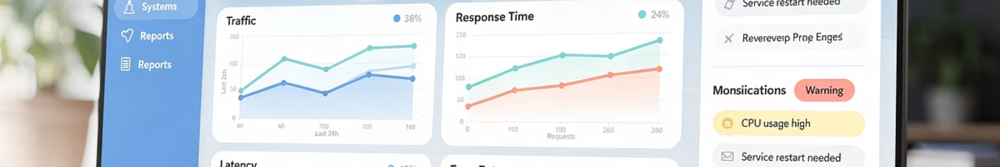 Systems
Reports
Reports
Traffic
38%
260
100
50
0
Last 24h
40 60 700 100 140
Last 24h
Response Time
24%
250
120
100
50
0
0 100 100 260 280
Requests
Service restart needed
Revereveıp Prop Enges
Monsiications
Warning
CPU usage high
Service restart needed
Latency